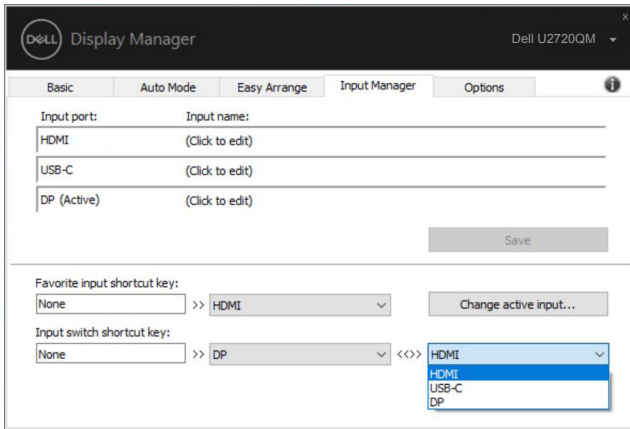 x
DELL Display Manager Dell U2720QM
Basic Auto Mode Easy Arrange Input Manager Options i
Input port: Input name:
HDMI (Click to edit)
USB-C (Click to edit)
DP (Active) (Click to edit)
Save
Favorite input shortcut key:
None >> HDMI Change active input...
Input switch shortcut key:
None >> DP <<>> HDMI
HDMI
USB-C
DP